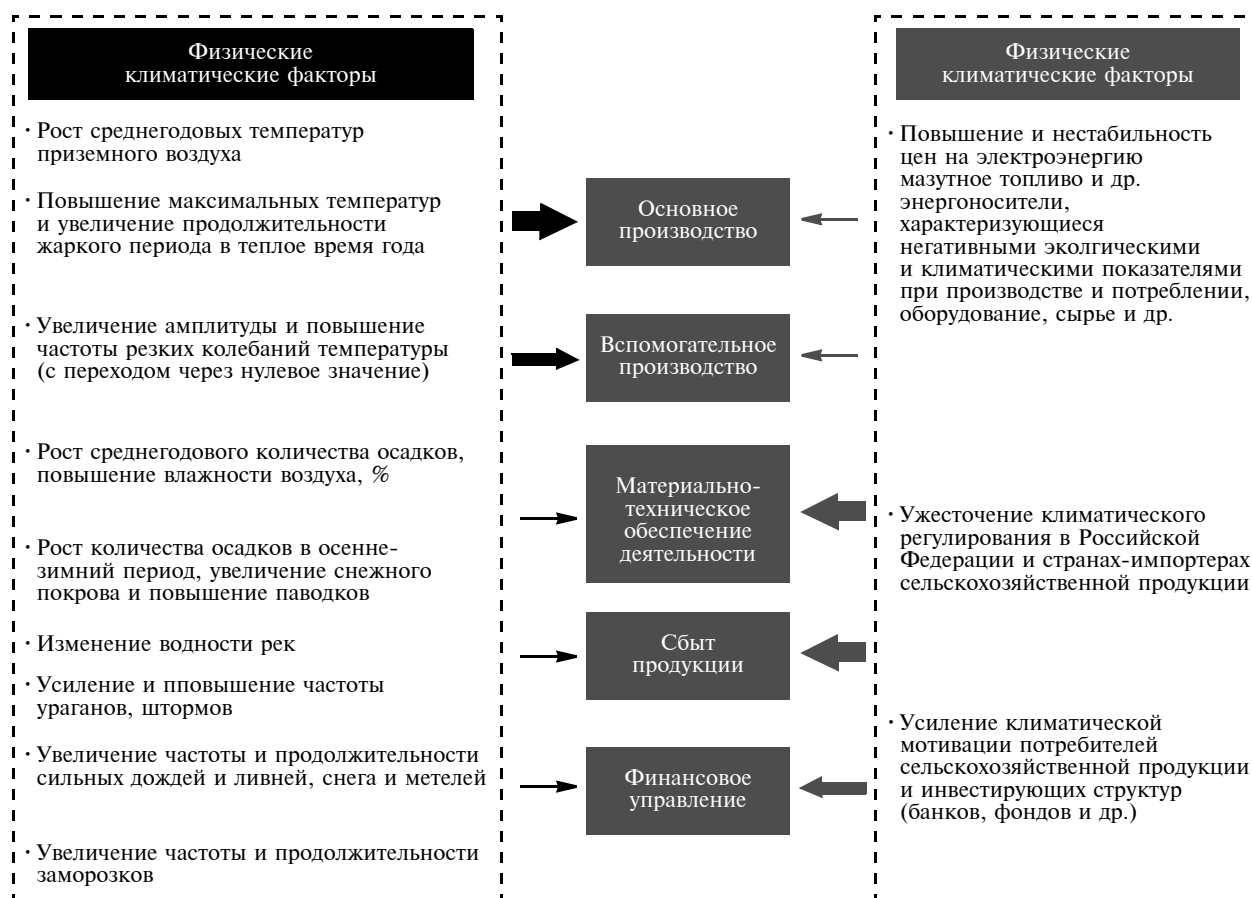 Физические
климатические факторы
· Рост среднегодовых температур
приземного воздуха
· Повышение максимальных температур
и увеличение продолжительности
жаркого периода в теплое время года
· Увеличение амплитуды и повышение
частоты резких колебаний температуры
(с переходом через нулевое значение)
· Рост среднегодового количества осадков,
повышение влажности воздуха, %
· Рост количества осадков в осенне-
зимний период, увеличение снежного
покрова и повышение паводков
· Изменение водности рек
· Усиление и пповышение частоты
ураганов, штормов
· Увеличение частоты и продолжительности
сильных дождей и ливней, снега и метелей
· Увеличение частоты и продолжительности
заморозков
Основное
производство
Вспомогательное
производство
Материально-
техническое
обеспечение
деятельности
Сбыт
продукции
Финансовое
управление
Физические
климатические факторы
· Повышение и нестабильность
цен на электроэнергию
мазутное топливо и др.
энергоносители,
характеризующиеся
негативными эколгическими
и климатическими показателями
при производстве и потреблении,
оборудование, сырье и др.
· Ужесточение климатического
регулирования в Российской
Федерации и странах-импортерах
сельскохозяйственной продукции
· Усиление климатической
мотивации потребителей
сельскохозяйственной продукции
и инвестирующих структур
(банков, фондов и др.)